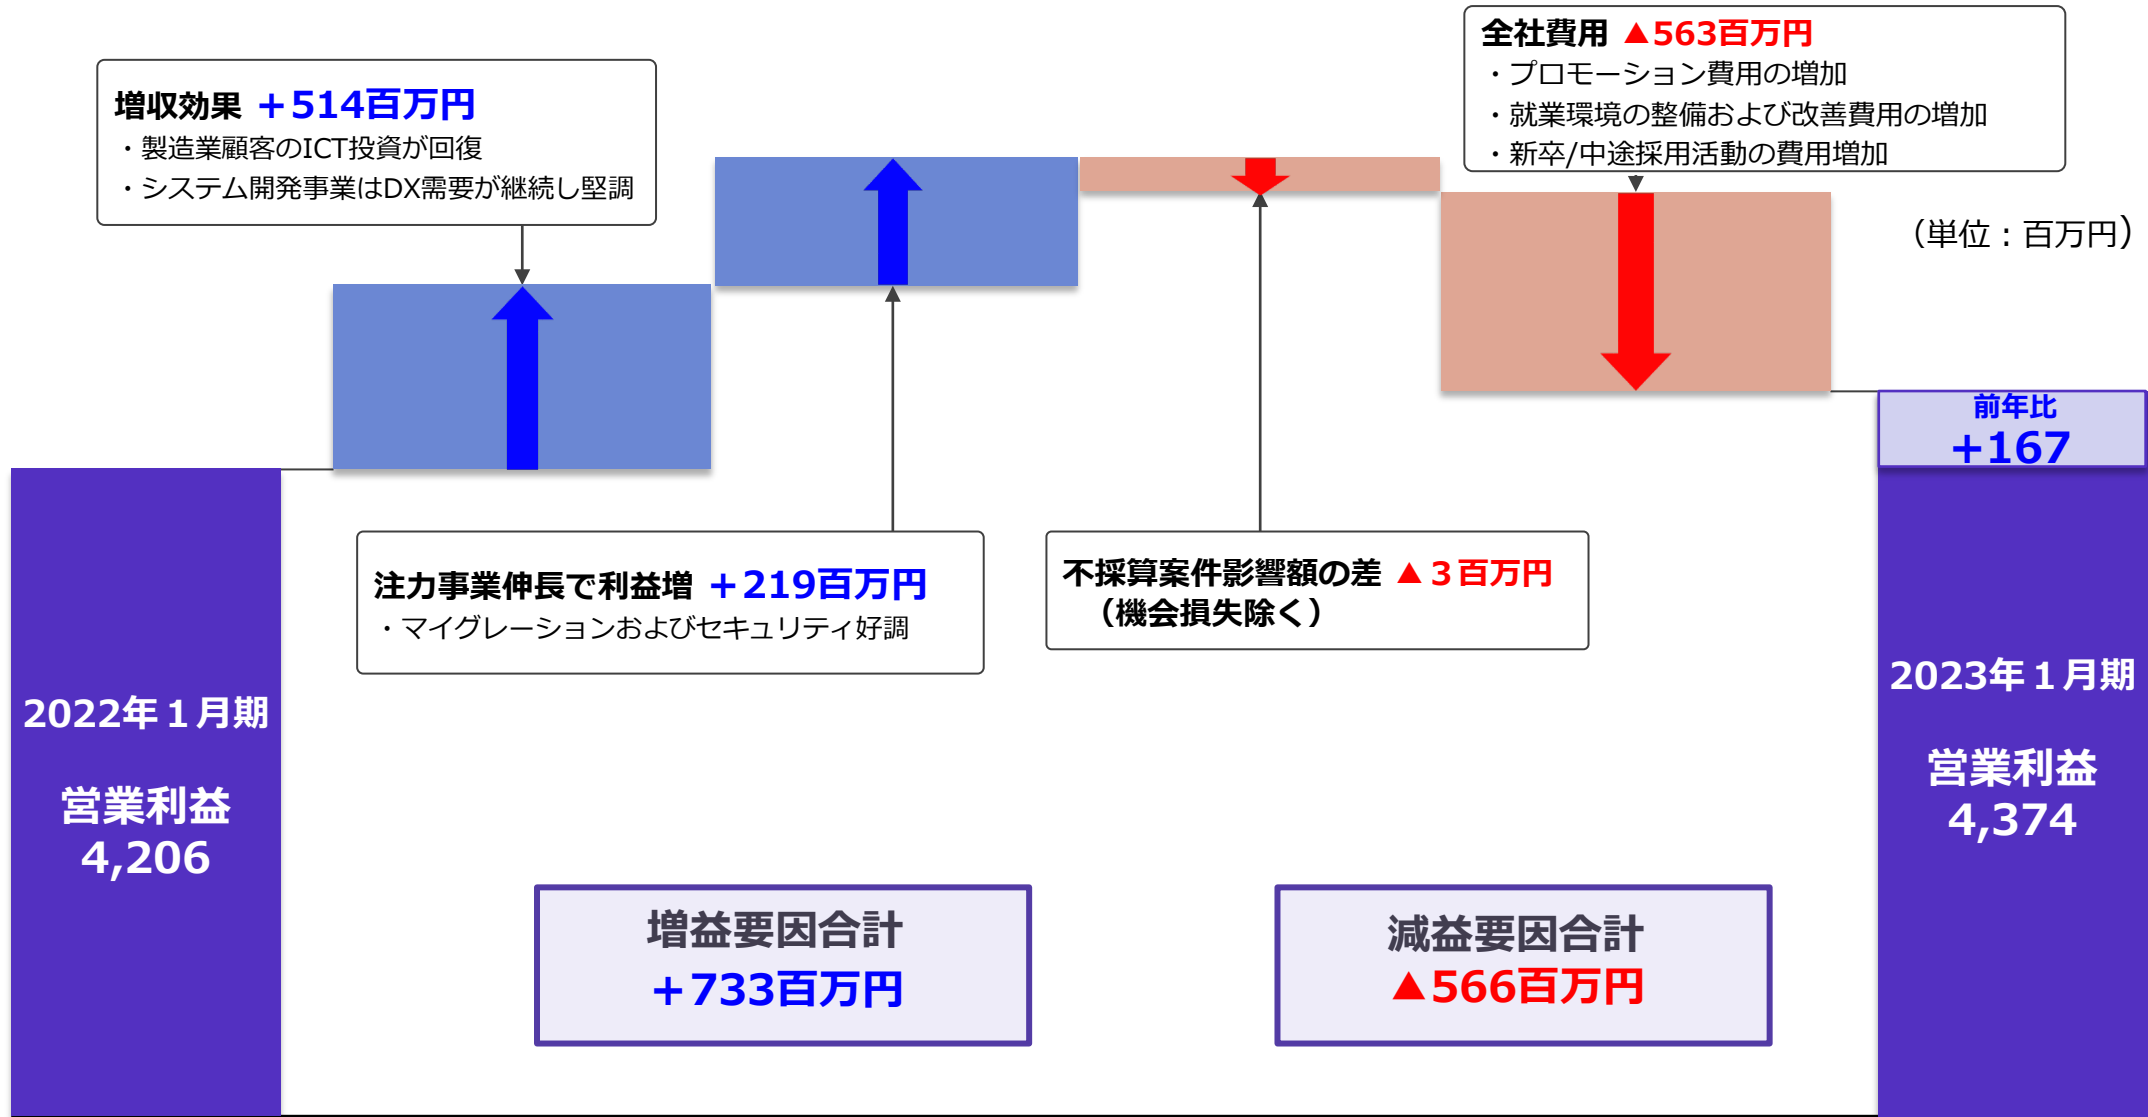 増収効果 ＋514百万円
・製造業顧客のICT投資が回復
・システム開発事業はDX需要が継続し堅調
全社費用 ▲563百万円
・プロモーション費用の増加
・就業環境の整備および改善費用の増加
・新卒/中途採用活動の費用増加
（単位：百万円）
前年比
+167
注力事業伸長で利益増 ＋219百万円
・マイグレーションおよびセキュリティ好調
不採算案件影響額の差 ▲３百万円
（機会損失除く）
2022年１月期
営業利益
4,206
2023年１月期
営業利益
4,374
増益要因合計
＋733百万円
減益要因合計
▲566百万円